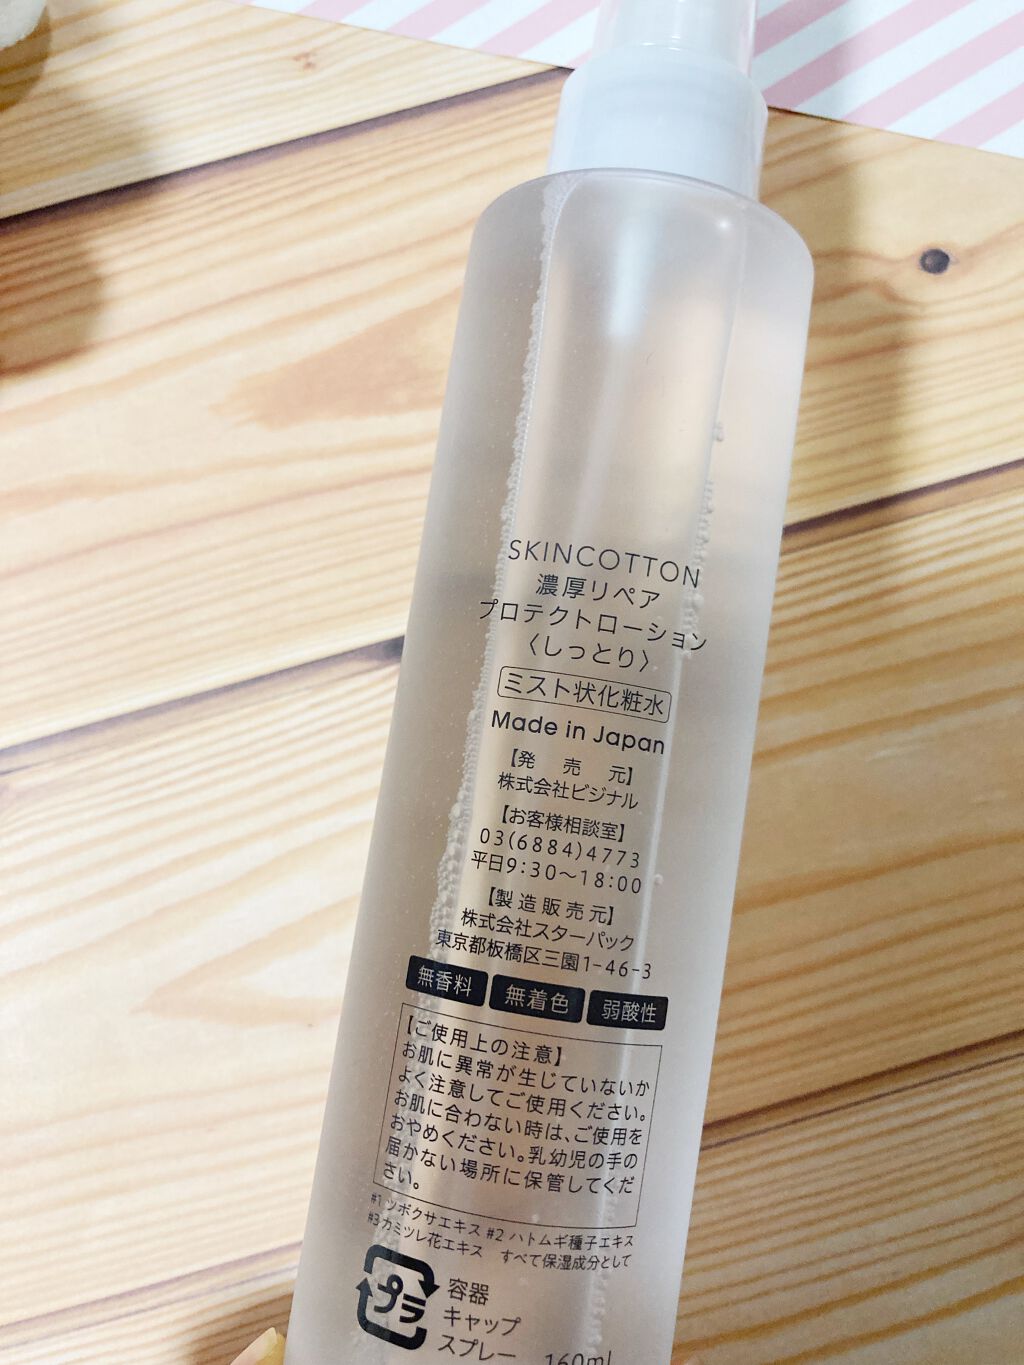 SKINCOTTON
濃厚リペア
プロテクトローション
〈しっとり〉
ミスト状化粧水
Made in Japan
【発売元】
株式会社ビジナル
【お客様相談室】
03(6884)4773
平日9:30〜18:00
【製造販売元】
株式会社スターパック
東京都板橋区三園1-46-3
無香料 無着色 弱酸性
【ご使用上の注意】
お肌に異常が生じていないか
よく注意してご使用ください。
お肌に合わない時は、ご使用を
おやめください。乳幼児の手の
届かない場所に保管してくだ
さい。
#1 ツボクサエキス #2 ハトムギ種子エキス
#3 カミツレ花エキス すべて保湿成分として
プラ
容器
キャップ
スプレー 160ml